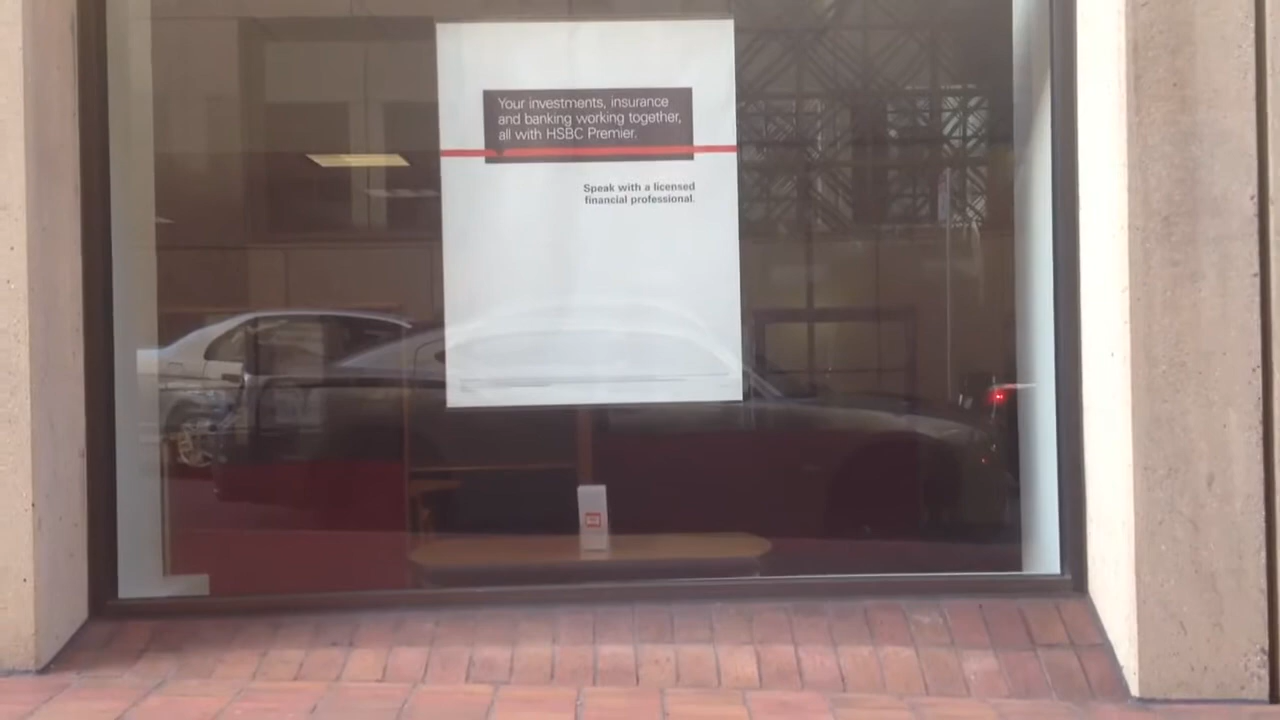 Your investments, insurance
and banking working together,
all with HSBC Premier.
Speak with a licensed
financial professional.